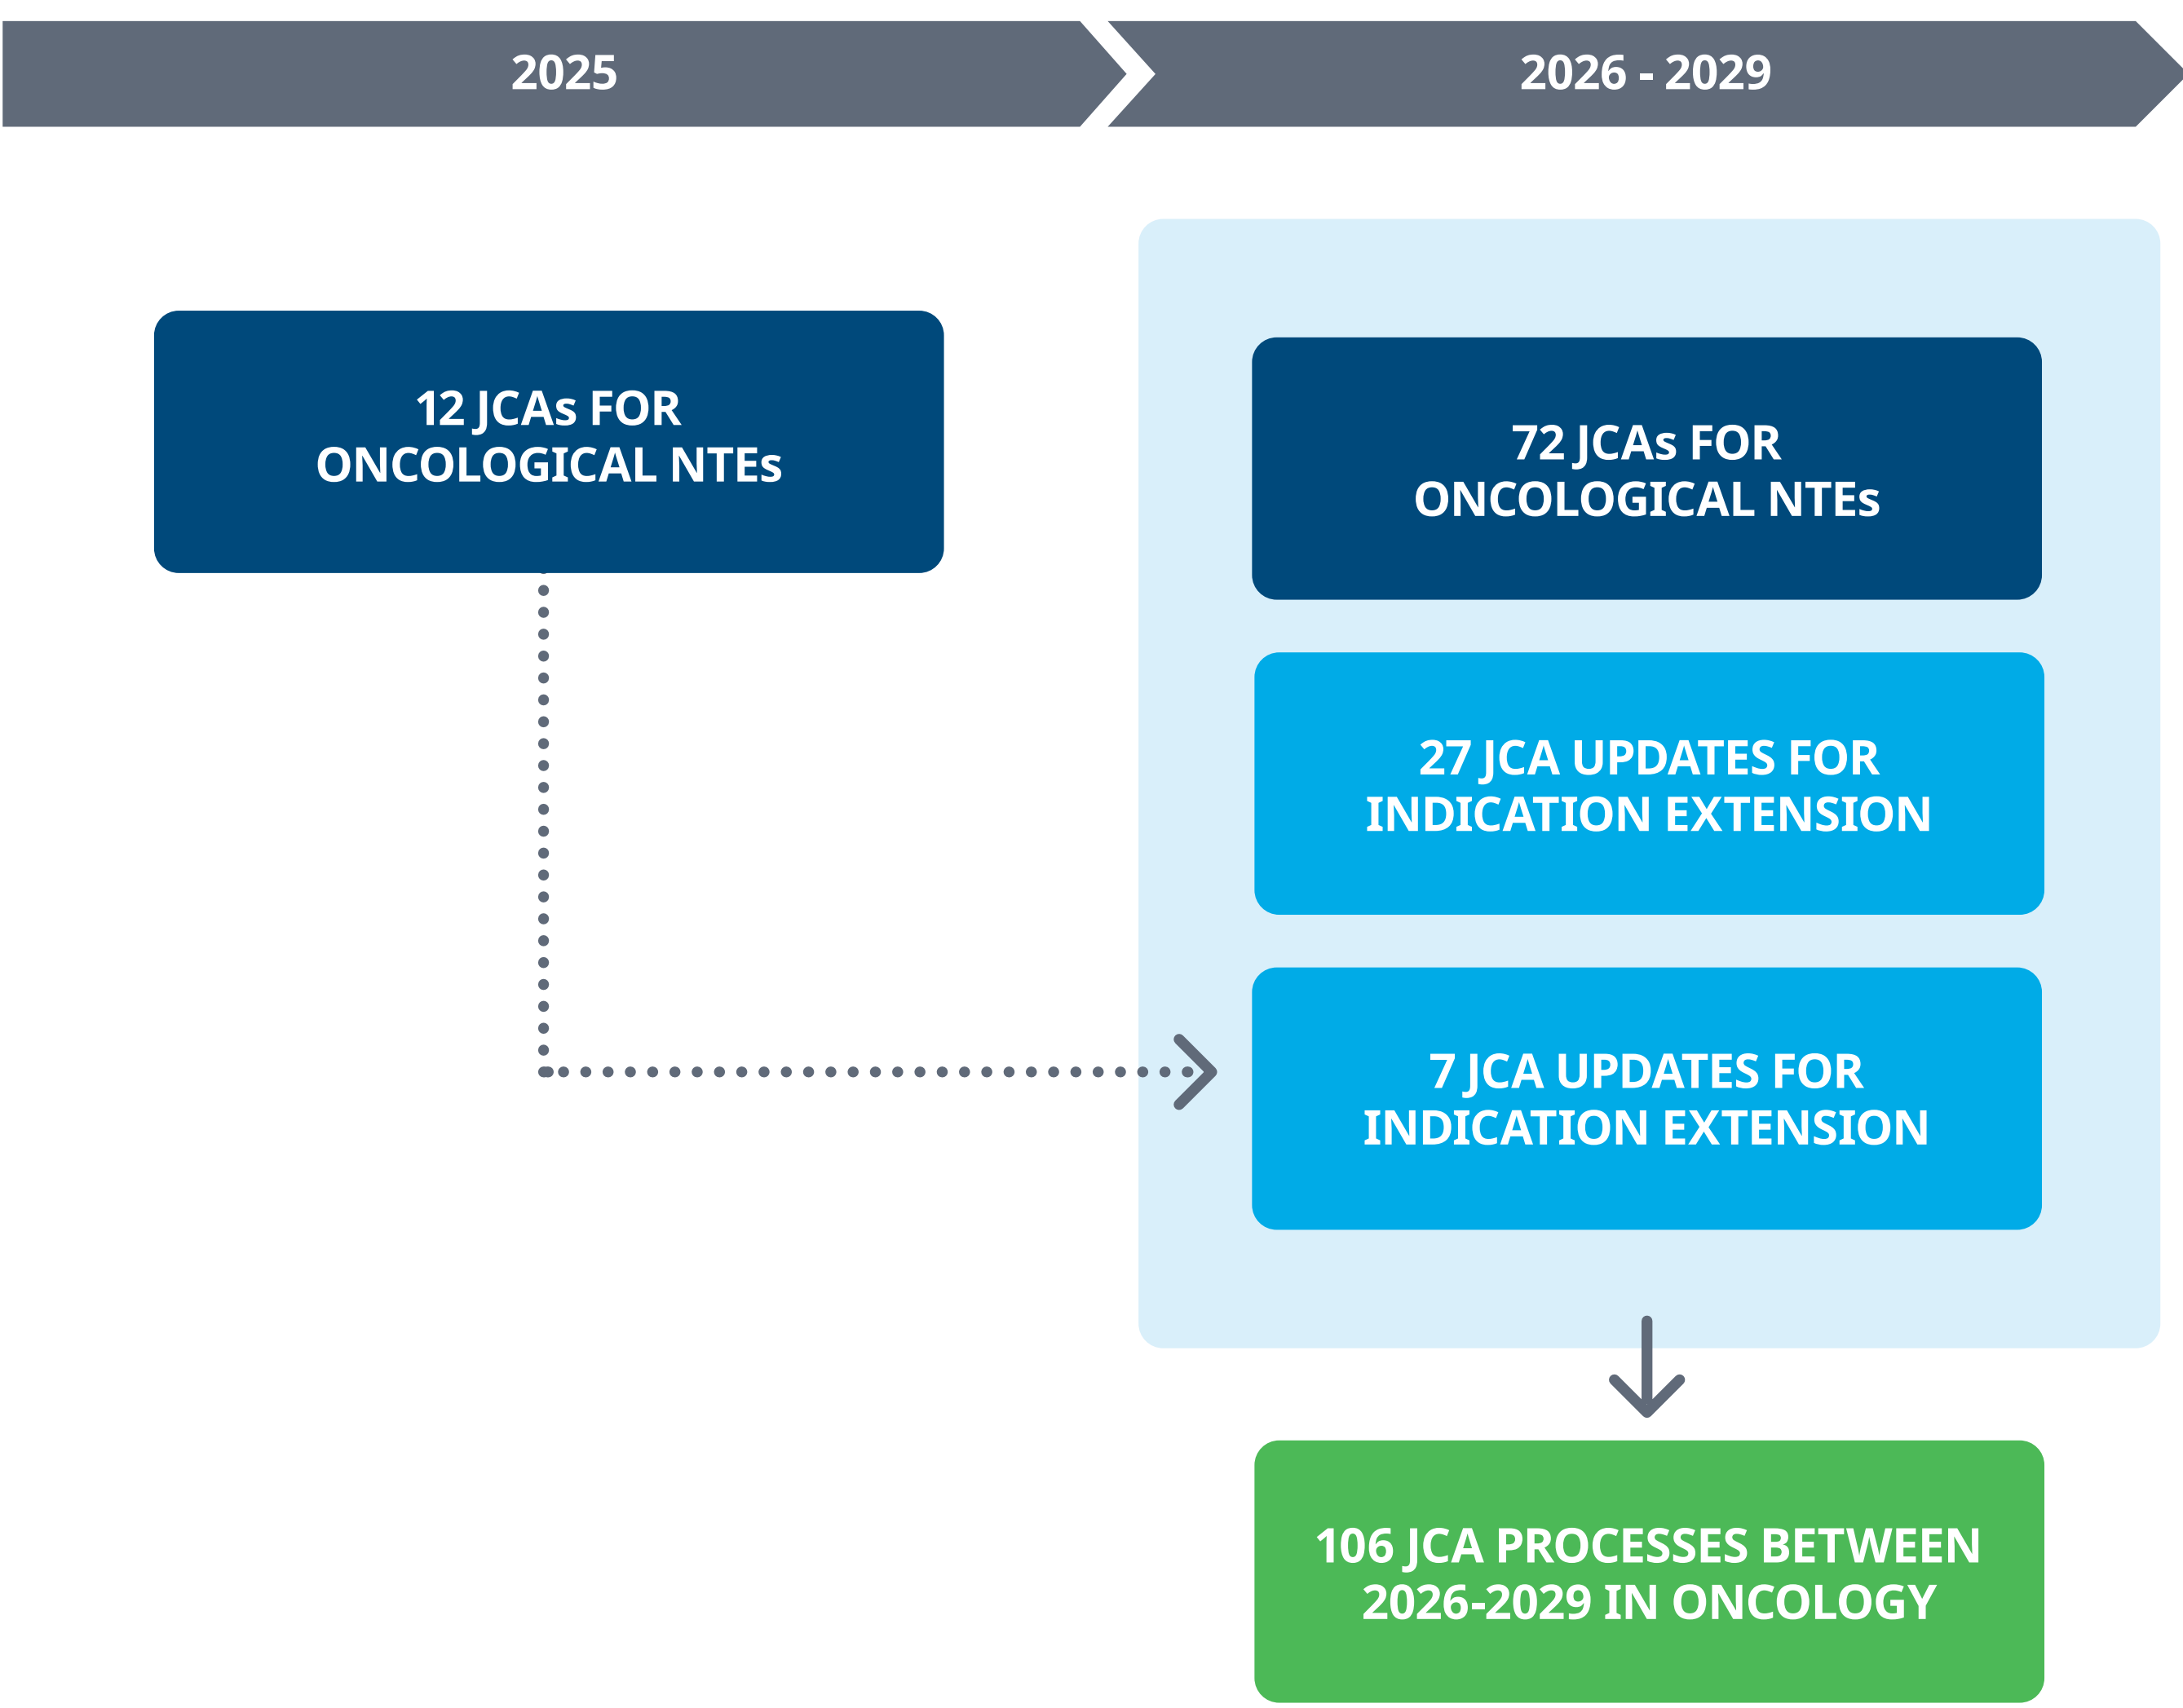 2025
2026 - 2029
12 JCAs FOR
ONCOLOGICAL NTEs
72 JCAs FOR
ONCOLOGICAL NTEs
27 JCA UPDATES FOR
INDICATION EXTENSION
7 JCA UPDATES FOR
INDICATION EXTENSION
106 JCA PROCESSES BETWEEN
2026-2029 IN ONCOLOGY